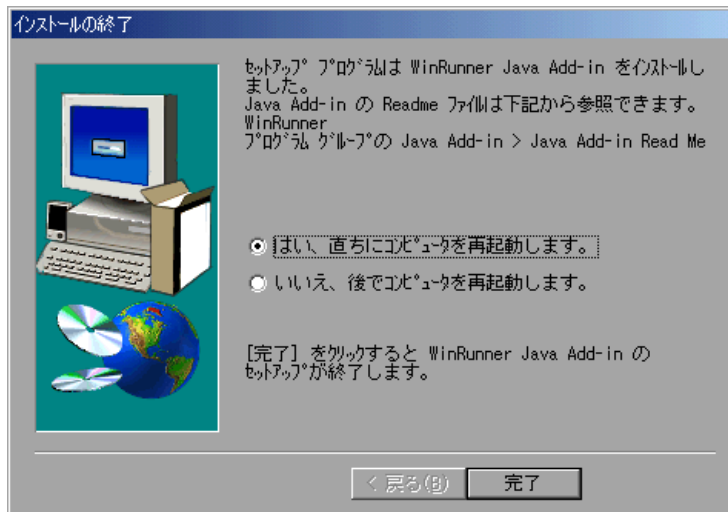 インストールの終了
ｾｯﾄｱｯﾌﾟ ﾌﾟﾛｸﾞﾗﾑは WinRunner Java Add-in をｲﾝｽﾄｰﾙし
ました。
Java Add-in の Readme ﾌｧｲﾙは下記から参照できます。
WinRunner
ﾌﾟﾛｸﾞﾗﾑ ｸﾞﾙｰﾌﾟの Java Add-in > Java Add-in Read Me
はい、直ちにｺﾝﾋﾟｭｰﾀを再起動します。
いいえ、後でｺﾝﾋﾟｭｰﾀを再起動します。
[完了] をｸﾘｯｸすると WinRunner Java Add-in の
ｾｯﾄｱｯﾌﾟが終了します。
< 戻る(B) 完了